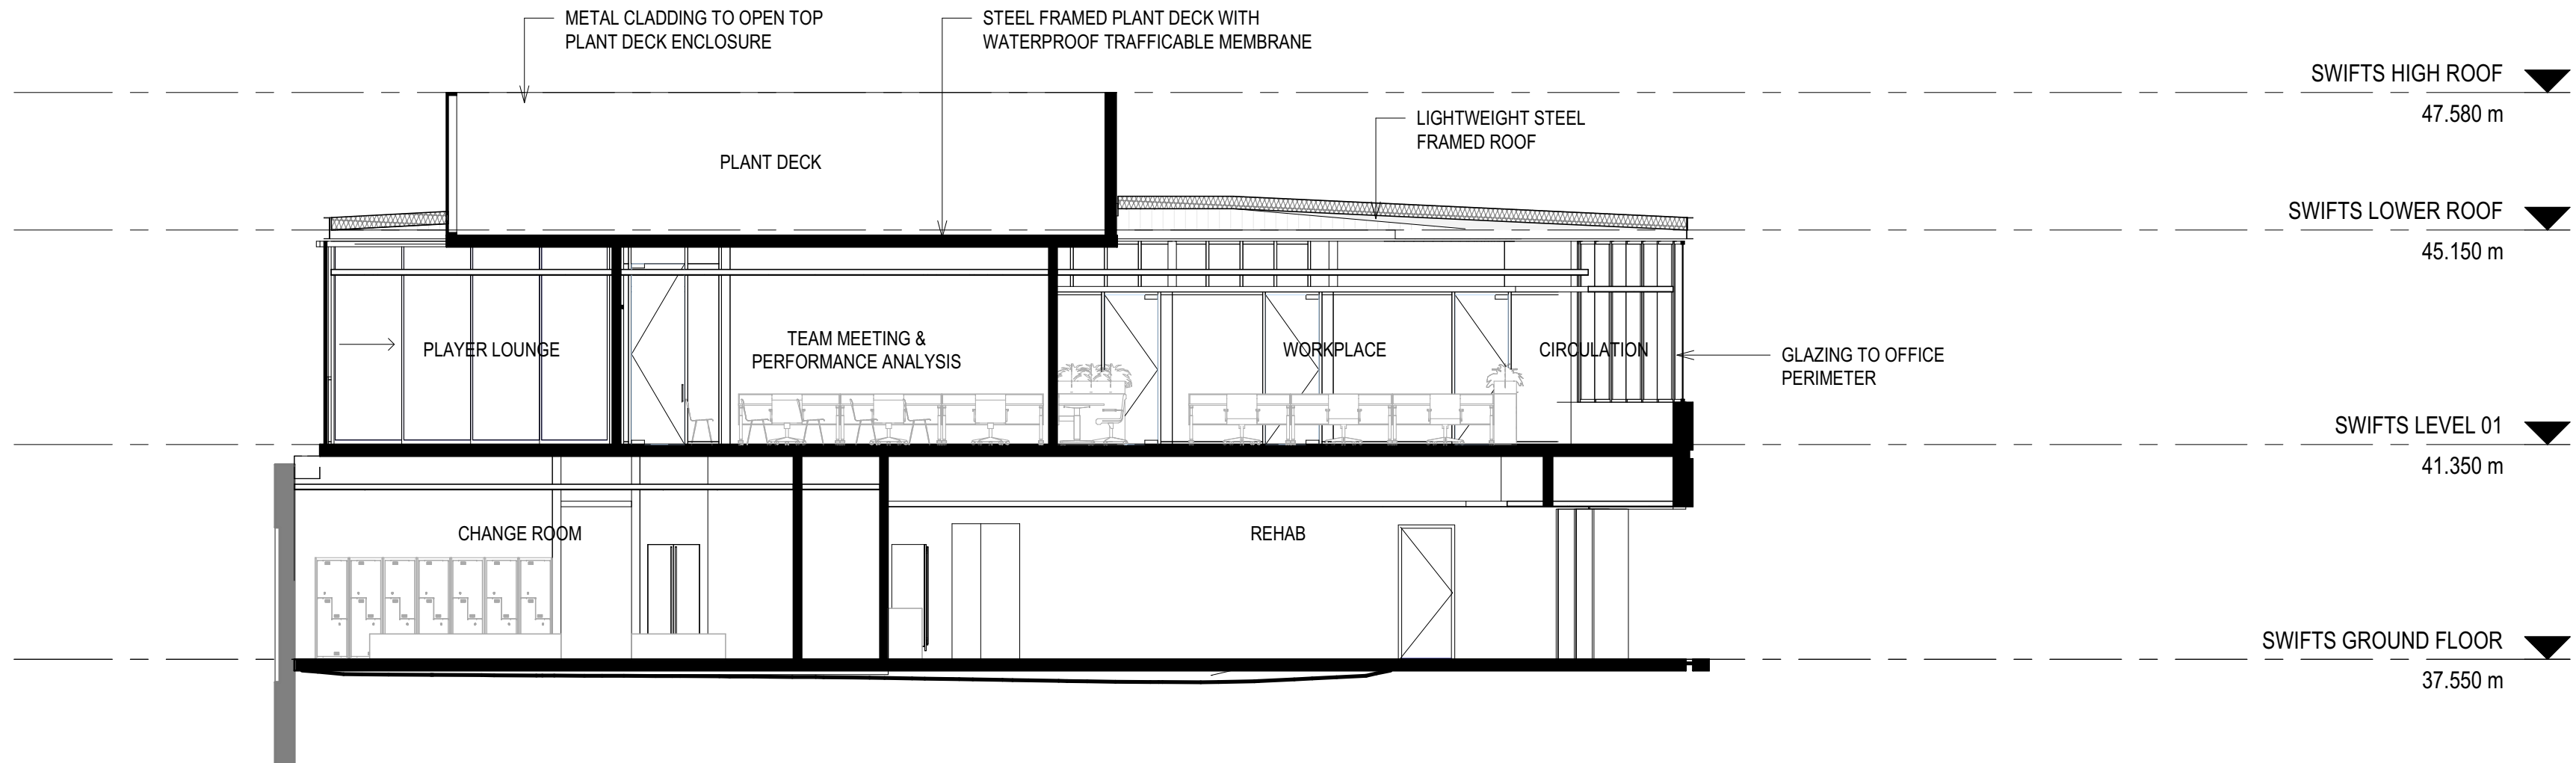 METAL CLADDING TO OPEN TOP
PLANT DECK ENCLOSURE
STEEL FRAMED PLANT DECK WITH
WATERPROOF TRAFFICABLE MEMBRANE
SWIFTS HIGH ROOF
47.580 m
LIGHTWEIGHT STEEL
FRAMED ROOF
PLANT DECK
SWIFTS LOWER ROOF
45.150 m
PLAYER LOUNGE
TEAM MEETING &
PERFORMANCE ANALYSIS
WORKPLACE
CIRCULATION
GLAZING TO OFFICE
PERIMETER
SWIFTS LEVEL 01
41.350 m
CHANGE ROOM
REHAB
SWIFTS GROUND FLOOR
37.550 m